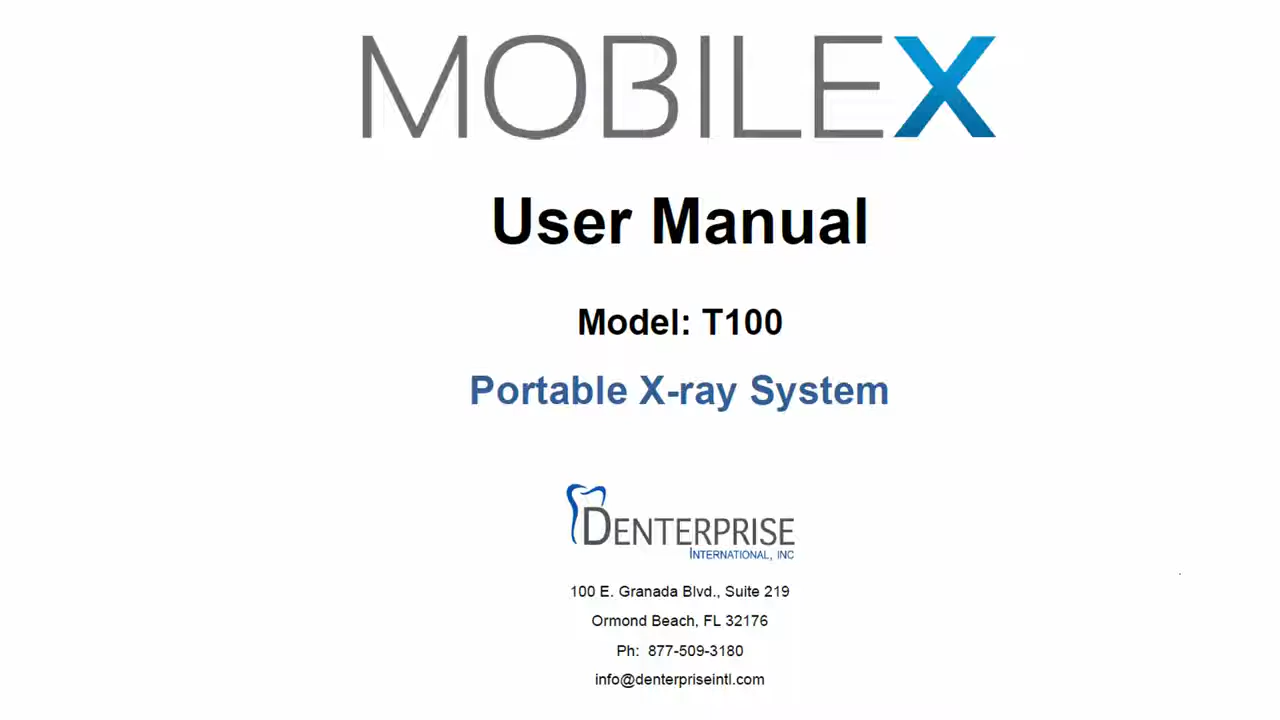 MOBILEX
User Manual
Model: T100
Portable X-ray System
DENTERPRISE
INTERNATIONAL, INC
100 E. Granada Blvd., Suite 219
Ormond Beach, FL 32176
Ph: 877-509-3180
info@denterpriseintl.com